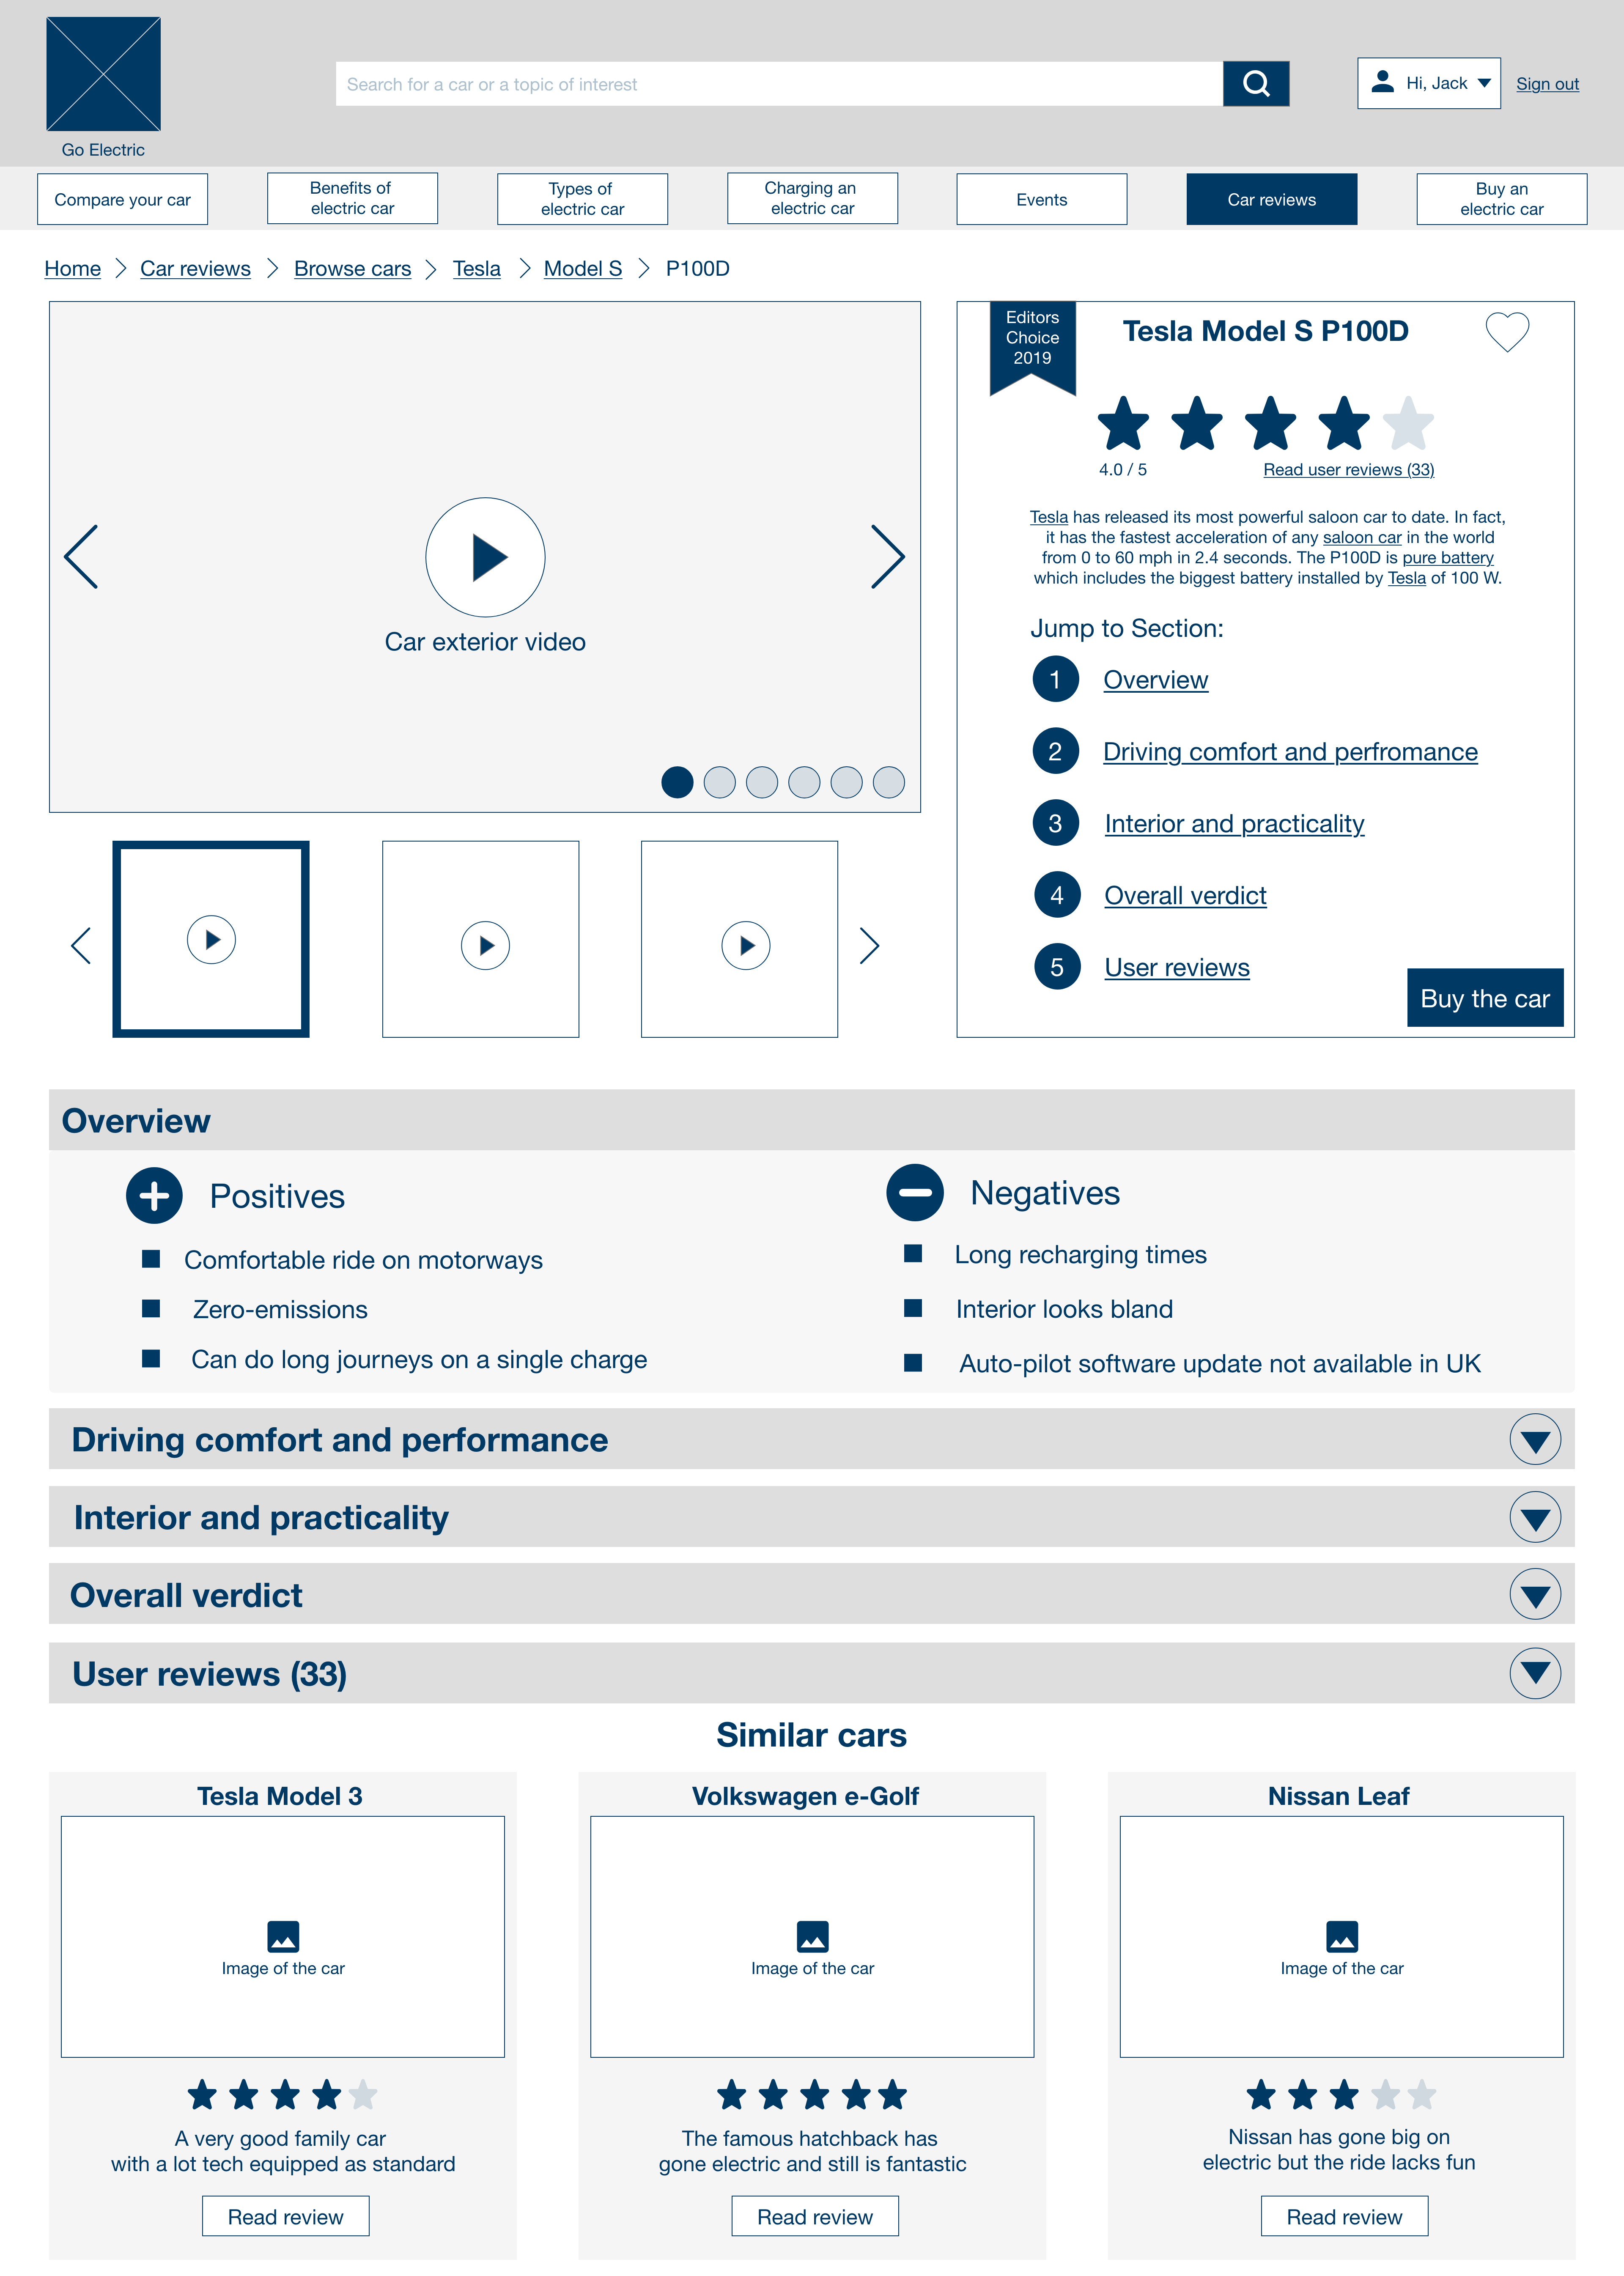 Search for a car or a topic of interest
Hi, Jack
Sign out
Go Electric
Compare your car
Benefits of
electric car
Types of
electric car
Charging an
electric car
Events
Car reviews
Buy an
electric car
Home
Car reviews
Browse cars
Tesla
Model S
P100D
Car exterior video
Editors
Choice
2019
Tesla Model S P100D
4.0 / 5
Read user reviews (33)
Tesla has released its most powerful saloon car to date. In fact,
it has the fastest acceleration of any saloon car in the world
from 0 to 60 mph in 2.4 seconds. The P100D is pure battery
which includes the biggest battery installed by Tesla of 100 W.
Jump to Section:
1 Overview
2 Driving comfort and perfromance
3 Interior and practicality
4 Overall verdict
5 User reviews
Buy the car
Overview
Positives
Comfortable ride on motorways
Zero-emissions
Can do long journeys on a single charge
Negatives
Long recharging times
Interior looks bland
Auto-pilot software update not available in UK
Driving comfort and performance
Interior and practicality
Overall verdict
User reviews (33)
Similar cars
Tesla Model 3
Image of the car
A very good family car
with a lot tech equipped as standard
Read review
Volkswagen e-Golf
Image of the car
The famous hatchback has
gone electric and still is fantastic
Read review
Nissan Leaf
Image of the car
Nissan has gone big on
electric but the ride lacks fun
Read review